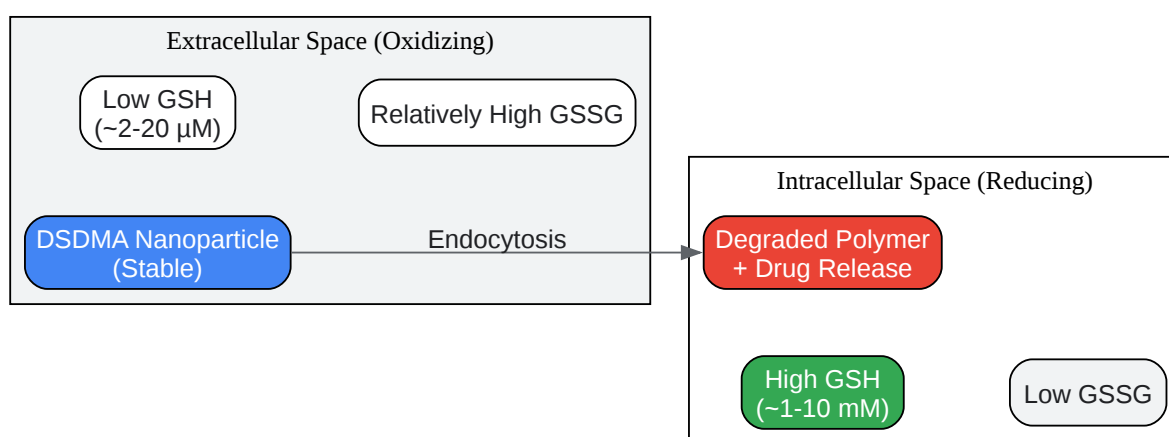 Extracellular Space (Oxidizing)
Low GSH
(~2-20 µM)
Relatively High GSSG
DSDMA Nanoparticle
(Stable)
Endocytosis
Intracellular Space (Reducing)
Degraded Polymer
+ Drug Release
High GSH
(~1-10 mM)
Low GSSG